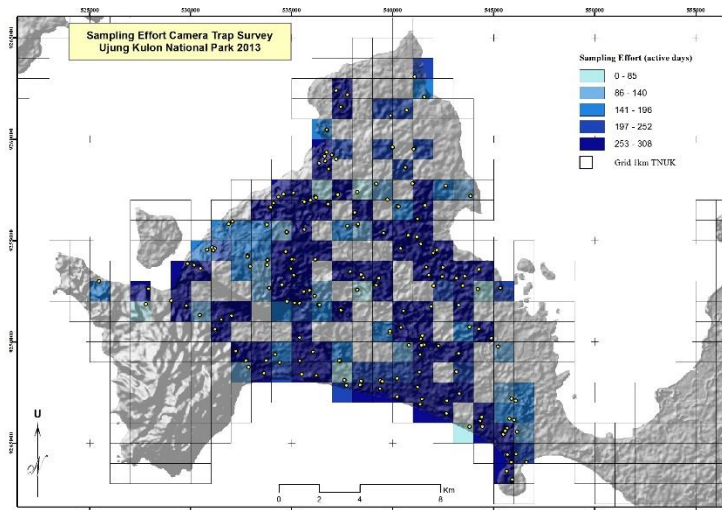 525000 530000 535000 540000 545000 550000 555000
Sampling Effort Camera Trap Survey
Ujung Kulon National Park 2013
Sampling Effort (active days)
0 - 85
86 - 140
141 - 196
197 - 252
253 - 308
Grid 1km TNUK
U
Km
0 2 4 8